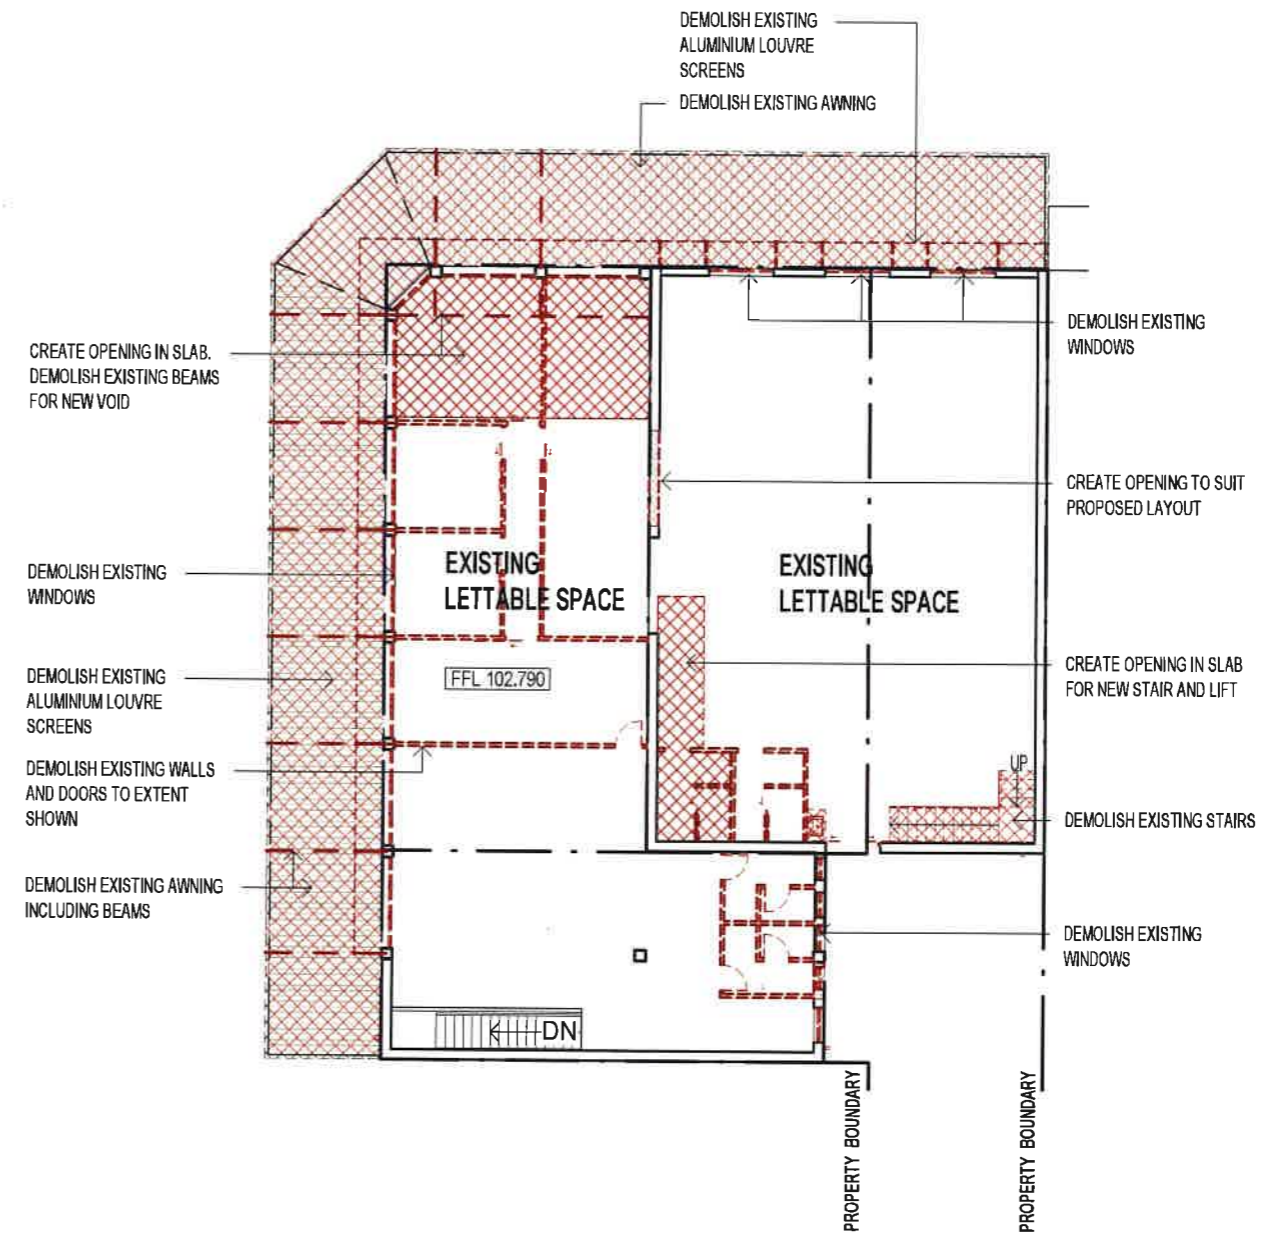 DEMOLISH EXISTING
ALUMINIUM LOUVRE
SCREENS
DEMOLISH EXISTING AWNING
DEMOLISH EXISTING
WINDOWS
CREATE OPENING IN SLAB.
DEMOLISH EXISTING BEAMS
FOR NEW VOID
CREATE OPENING TO SUIT
PROPOSED LAYOUT
EXISTING
LETTABLE SPACE
EXISTING
LETTABLE SPACE
DEMOLISH EXISTING
WINDOWS
FFL 102.790
CREATE OPENING IN SLAB
FOR NEW STAIR AND LIFT
DEMOLISH EXISTING
ALUMINIUM LOUVRE
SCREENS
DEMOLISH EXISTING WALLS
AND DOORS TO EXTENT
SHOWN
UP
DEMOLISH EXISTING STAIRS
DEMOLISH EXISTING AWNING
INCLUDING BEAMS
DEMOLISH EXISTING
WINDOWS
DN
PROPERTY BOUNDARY
PROPERTY BOUNDARY